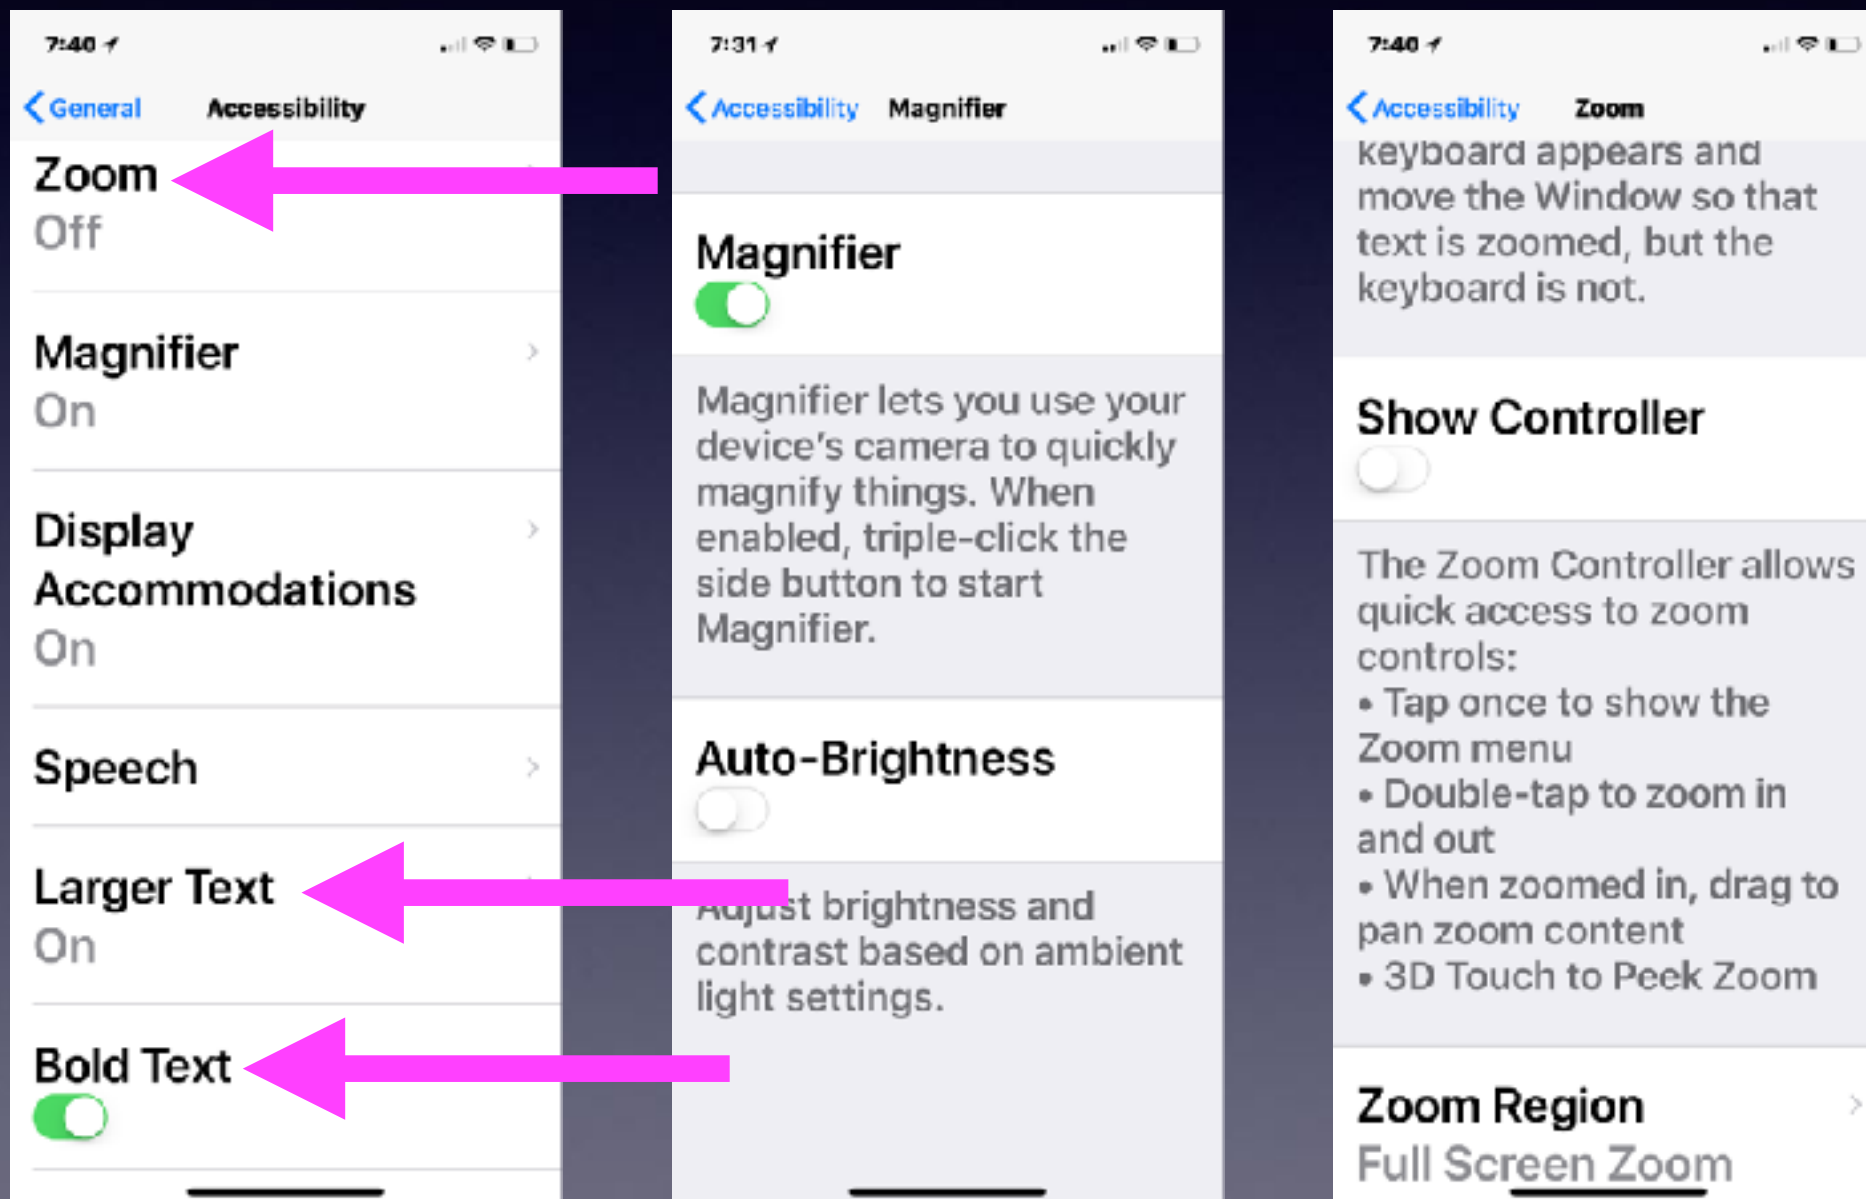 7:40
General Accessibility
Zoom
Off
Magnifier
On
Display
Accommodations
On
Speech
Larger Text
On
Bold Text
7:31
Accessibility Magnifier
Magnifier
Magnifier lets you use your
device's camera to quickly
magnify things. When
enabled, triple-click the
side button to start
Magnifier.
Auto-Brightness
Adjust brightness and
contrast based on ambient
light settings.
7:40
Accessibility Zoom
keyboard appears and
move the Window so that
text is zoomed, but the
keyboard is not.
Show Controller
The Zoom Controller allows
quick access to zoom
controls:
• Tap once to show the
Zoom menu
• Double-tap to zoom in
and out
• When zoomed in, drag to
pan zoom content
• 3D Touch to Peek Zoom
Zoom Region
Full Screen Zoom